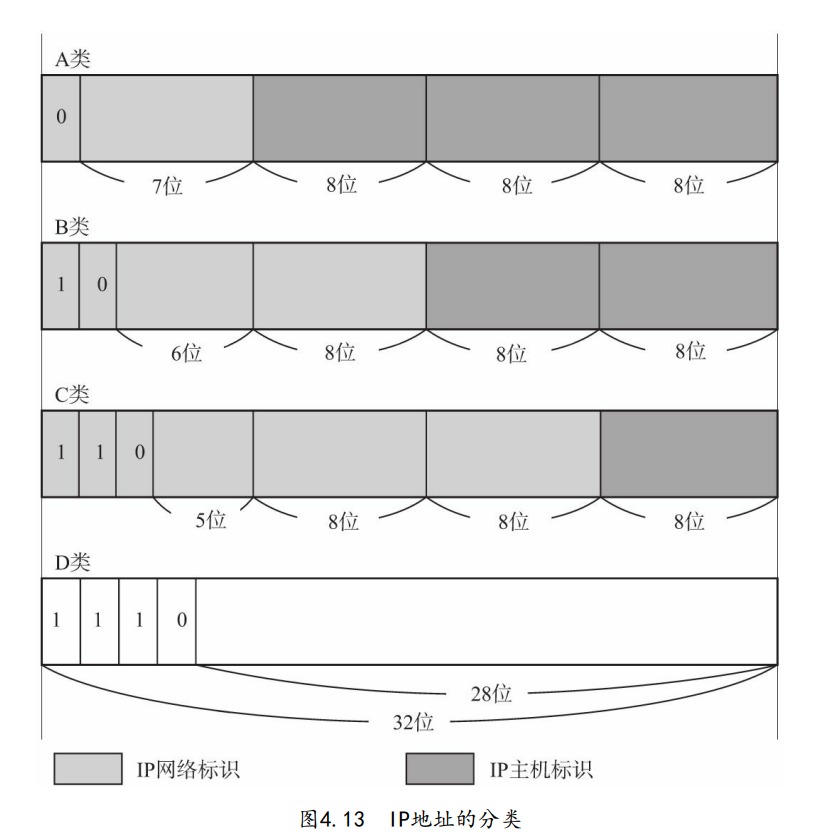 A类
0
7位 8位 8位 8位
B类
1 0
6位 8位 8位 8位
C类
1 1 0
5位 8位 8位 8位
D类
1 1 1 0
28位
32位
IP网络标识 IP主机标识
图4.13 IP地址的分类